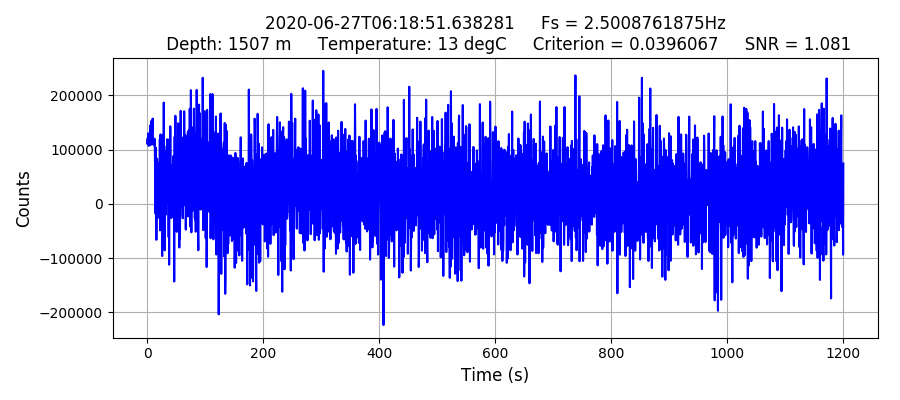 2020-06-27T06:18:51.638281 Fs = 2.5008761875Hz
Depth: 1507 m Temperature: 13 degC Criterion = 0.0396067 SNR = 1.081
Counts
200000
100000
0
−100000
−200000
0 200 400 600 800 1000 1200
Time (s)